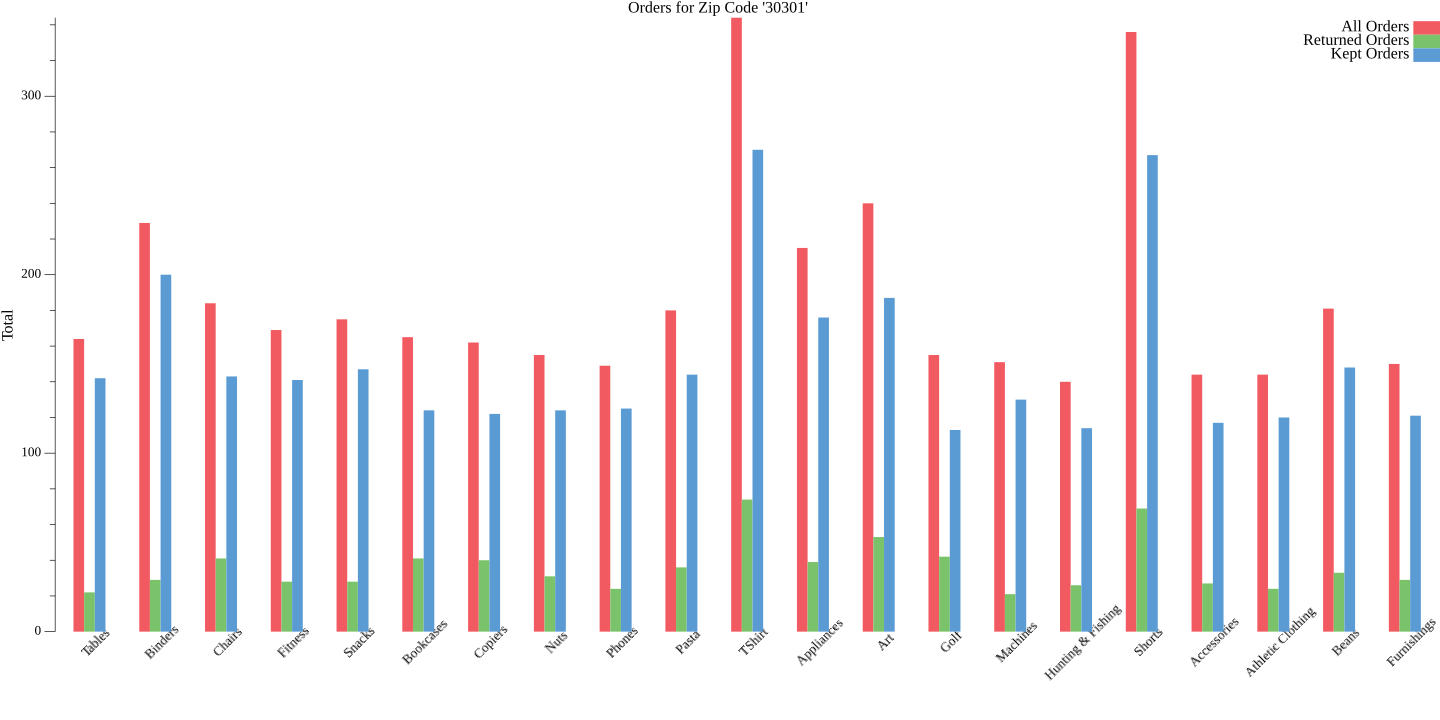 Orders for Zip Code '30301'
All Orders
Returned Orders
Kept Orders
Total
300
200
100
0
Tables
Binders
Chairs
Fitness
Snacks
Bookcases
Copiers
Nuts
Phones
Pasta
TShirt
Appliances
Art
Golf
Machines
Hunting & Fishing
Shorts
Accessories
Athletic Clothing
Beans
Furnishings